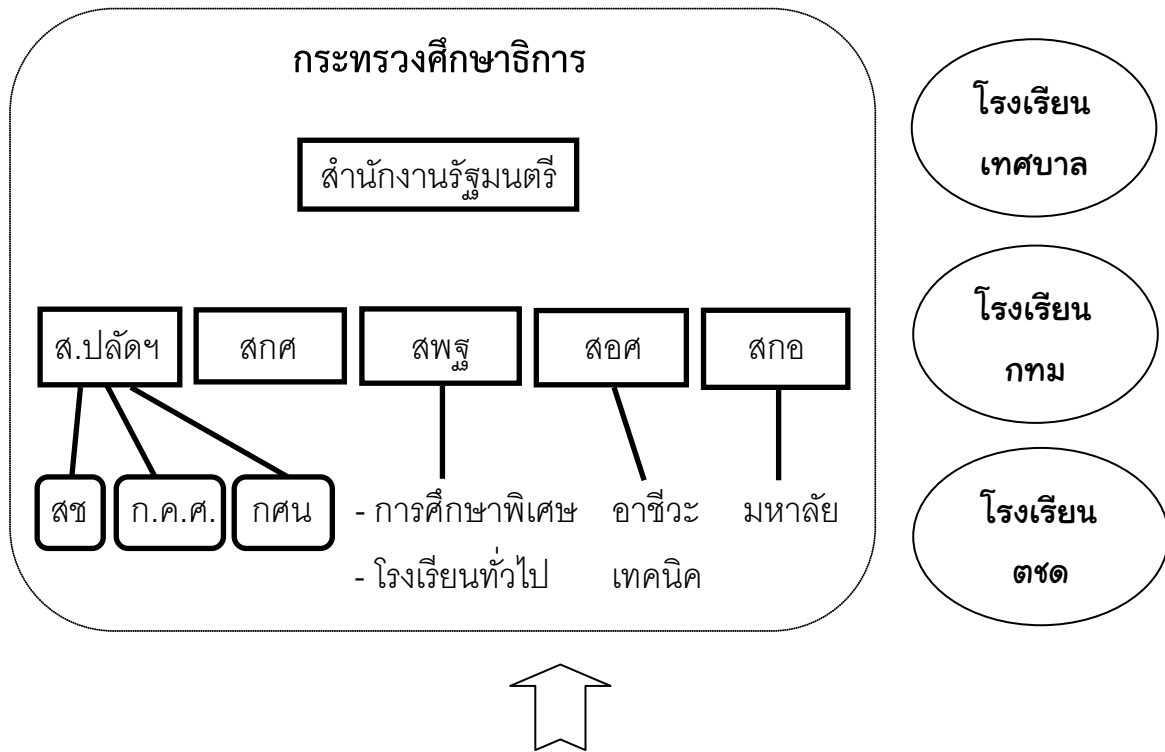 กระทรวงศึกษาธิการ
สำนักงานรัฐมนตรี
ส.ปลัดฯ
สกศ
สพฐ
สอศ
สกอ
สช
ก.ค.ศ.
กศน
- การศึกษาพิเศษ
- โรงเรียนทั่วไป
อาชีวะ
เทคนิค
มหาลัย
โรงเรียน
เทศบาล
โรงเรียน
กทม
โรงเรียน
ตชด